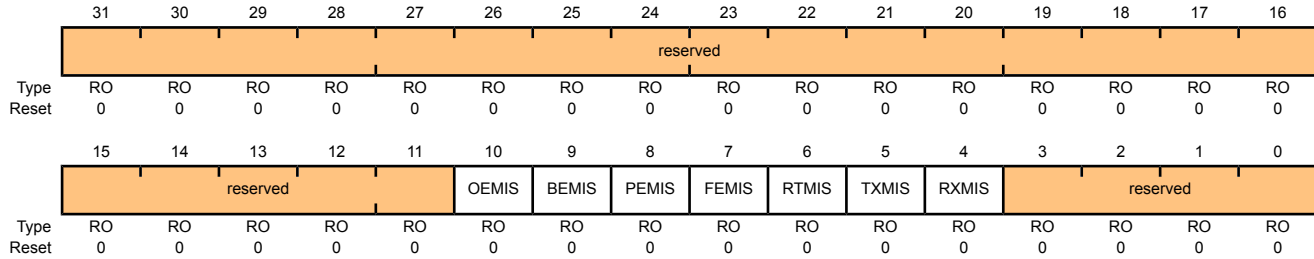 31 30 29 28 27 26 25 24 23 22 21 20 19 18 17 16
reserved
Type RO RO RO RO RO RO RO RO RO RO RO RO RO RO RO RO
Reset 0 0 0 0 0 0 0 0 0 0 0 0 0 0 0 0
15 14 13 12 11 10 9 8 7 6 5 4 3 2 1 0
reserved OEMIS BEMIS PEMIS FEMIS RTMIS TXMIS RXMIS reserved
Type RO RO RO RO RO RO RO RO RO RO RO RO RO RO RO RO
Reset 0 0 0 0 0 0 0 0 0 0 0 0 0 0 0 0